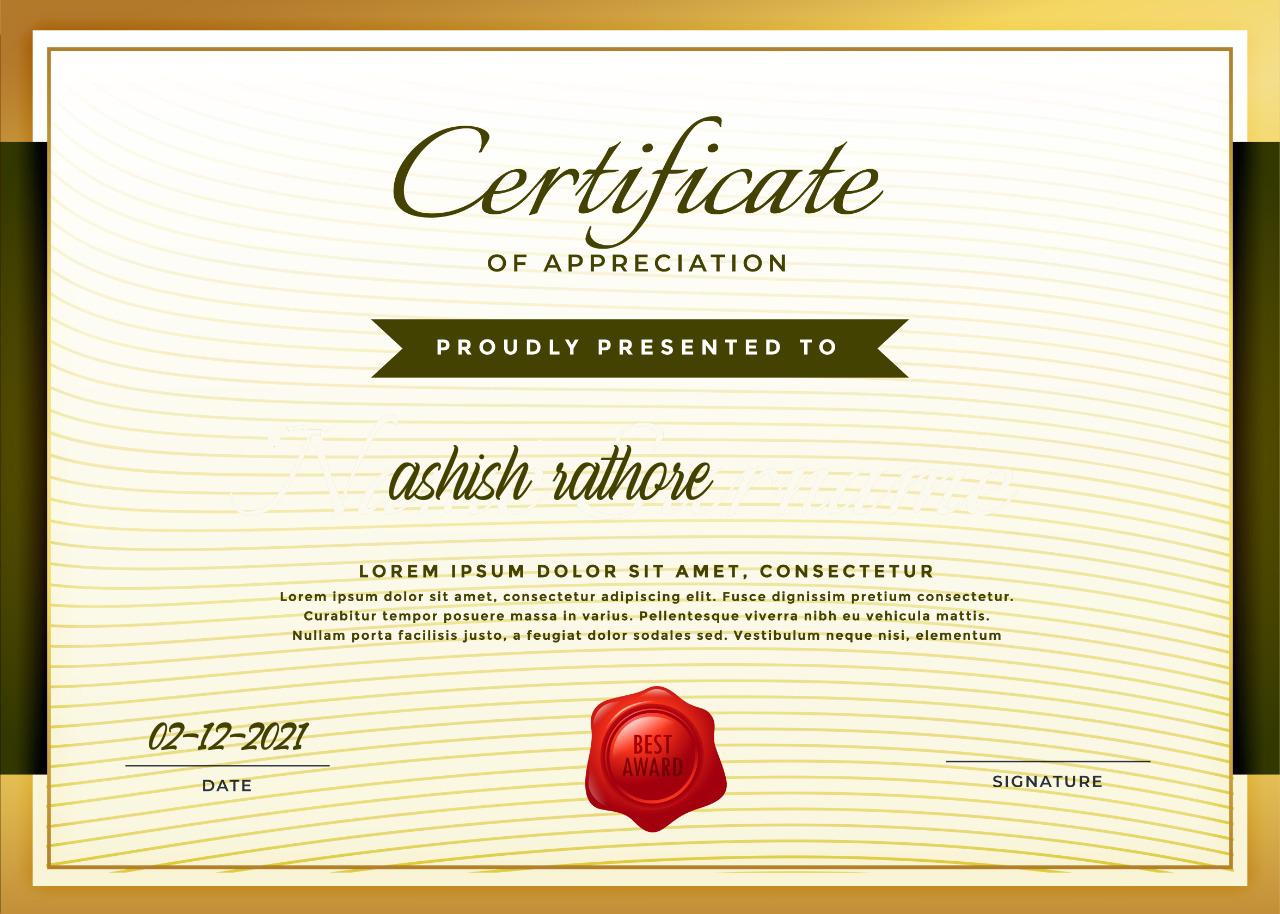 Certificate
OF APPRECIATION
PROUDLY PRESENTED TO
ashish rathore
LOREM IPSUM DOLOR SIT AMET, CONSECTETUR
Lorem ipsum dolor sit amet, consectetur adipiscing elit. Fusce dignissim pretium consectetur.
Curabitur tempor posuere massa in varius. Pellentesque viverra nibh eu vehicula mattis.
Nullam porta facilisis justo, a feugiat dolor sodales sed. Vestibulum neque nisi, elementum
02-12-2021
DATE
BEST
AWARD
SIGNATURE